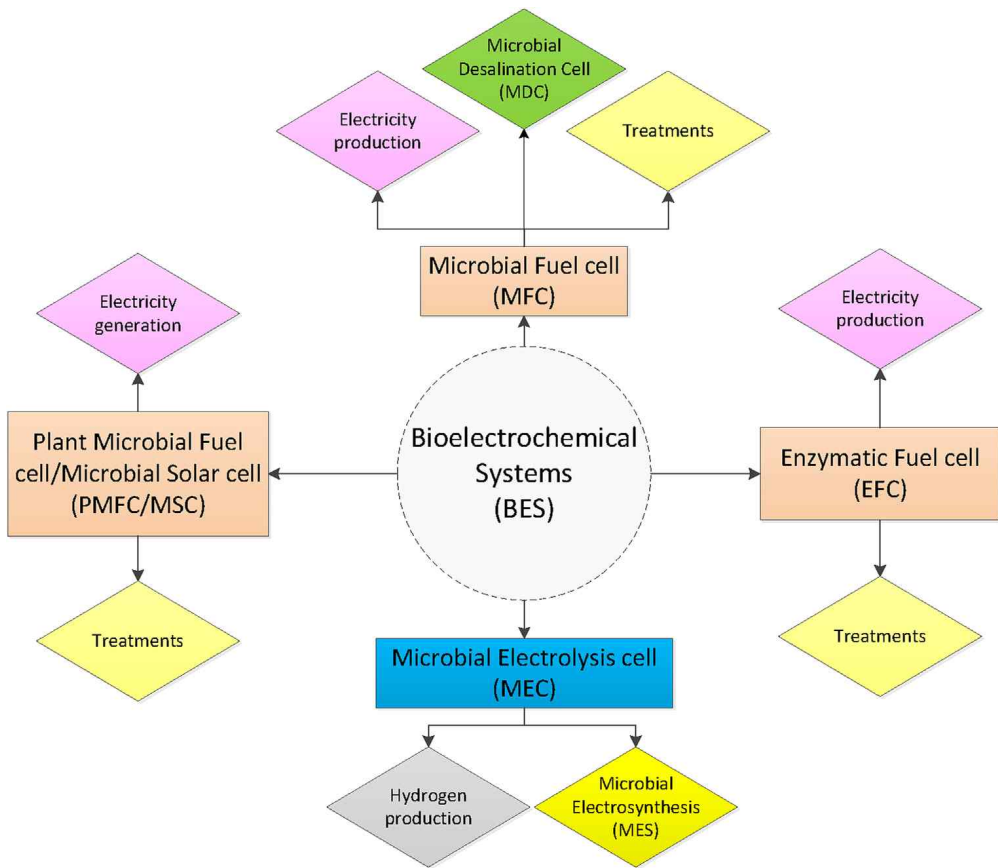 Microbial
Desalination Cell
(MDC)
Electricity
production
Treatments
Microbial Fuel cell
(MFC)
Electricity
generation
Electricity
production
Plant Microbial Fuel
cell/Microbial Solar cell
(PMFC/MSC)
Bioelectrochemical
Systems
(BES)
Enzymatic Fuel cell
(EFC)
Treatments
Treatments
Microbial Electrolysis cell
(MEC)
Hydrogen
production
Microbial
Electrosynthesis
(MES)